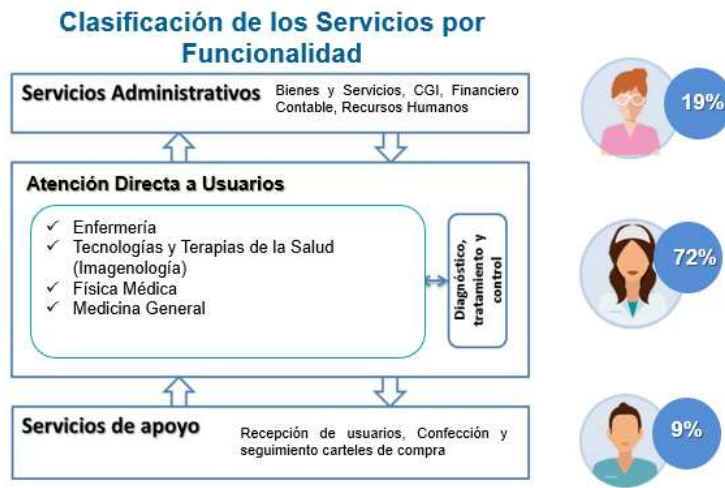 Clasificación de los Servicios por
Funcionalidad
Servicios Administrativos
Bienes y Servicios, CGI, Financiero
Contable, Recursos Humanos
19%
Atención Directa a Usuarios
✓ Enfermería
✓ Tecnologías y Terapias de la Salud
(Imagenología)
✓ Física Médica
✓ Medicina General
Diagnóstico,
tratamiento y
control
72%
Servicios de apoyo
Recepción de usuarios, Confección y
seguimiento carteles de compra
9%